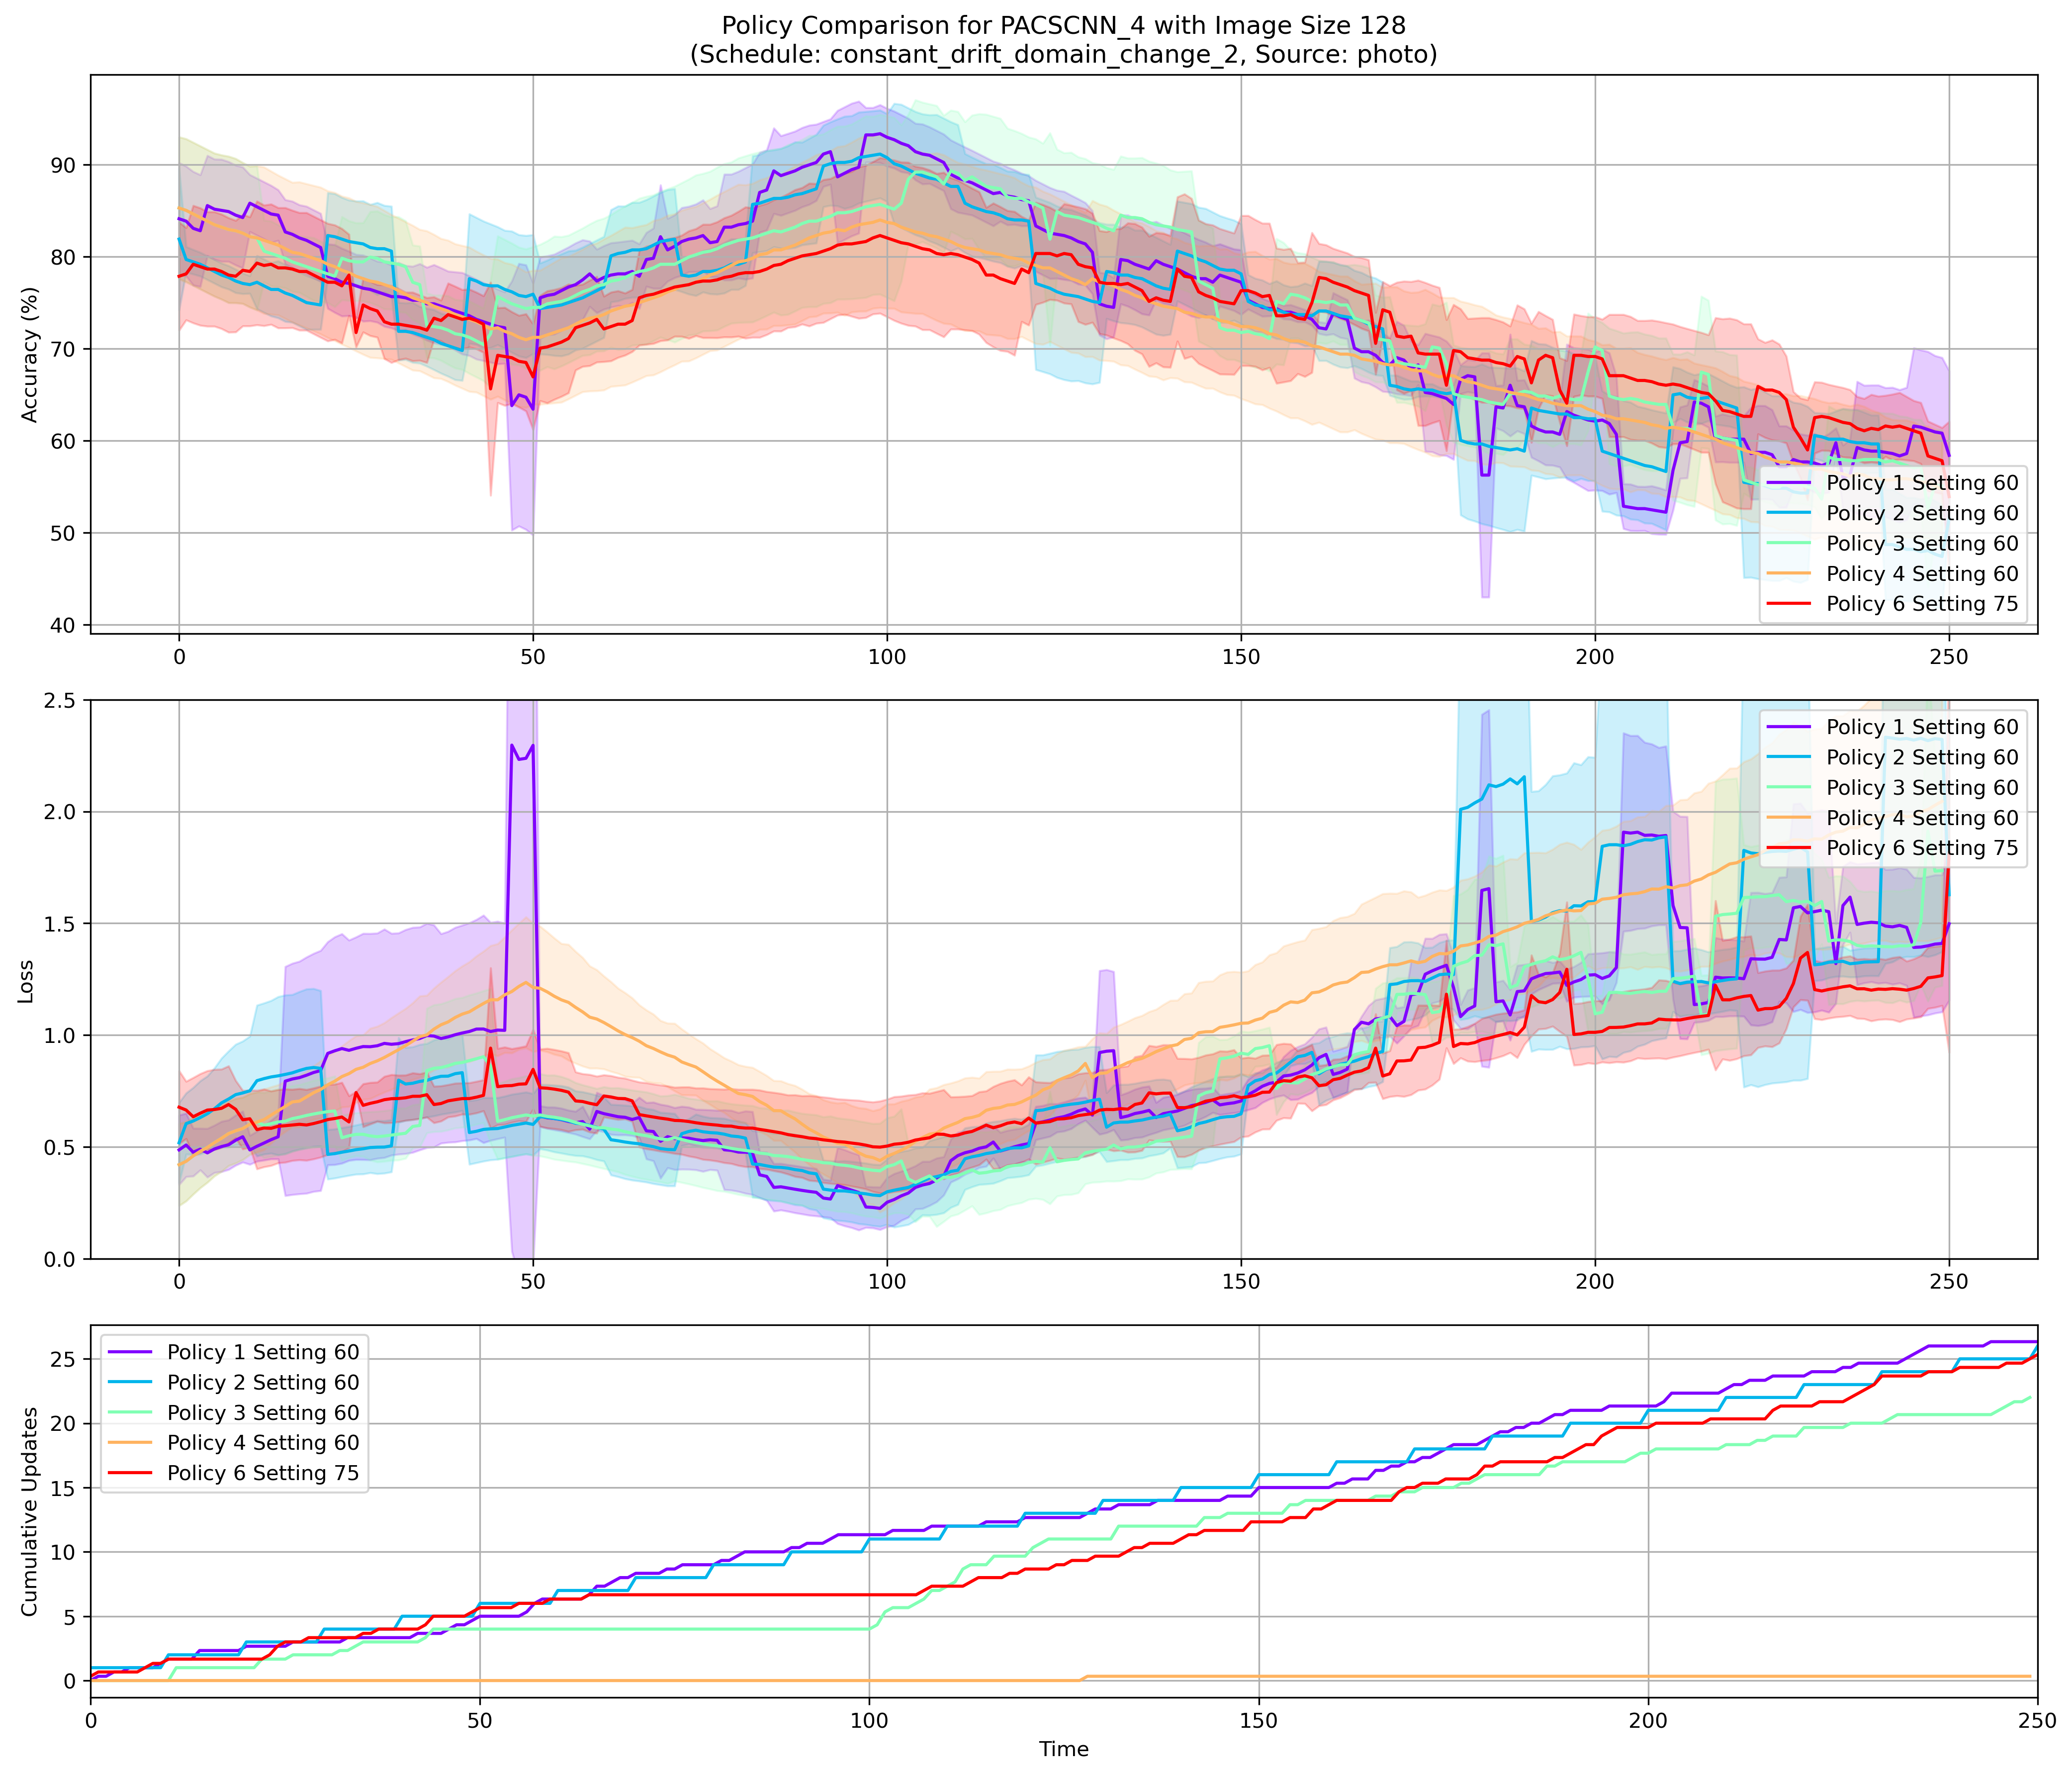 Policy Comparison for PACSCNN_4 with Image Size 128
(Schedule: constant_drift_domain_change_2, Source: photo)
Accuracy (%)
90
80
70
60
50
40
0 50 100 150 200 250
Policy 1 Setting 60
Policy 2 Setting 60
Policy 3 Setting 60
Policy 4 Setting 60
Policy 6 Setting 75
Loss
2.5
2.0
1.5
1.0
0.5
0.0
0 50 100 150 200 250
Policy 1 Setting 60
Policy 2 Setting 60
Policy 3 Setting 60
Policy 4 Setting 60
Policy 6 Setting 75
Cumulative Updates
25
20
15
10
5
0
0 50 100 150 200 250
Policy 1 Setting 60
Policy 2 Setting 60
Policy 3 Setting 60
Policy 4 Setting 60
Policy 6 Setting 75
Time